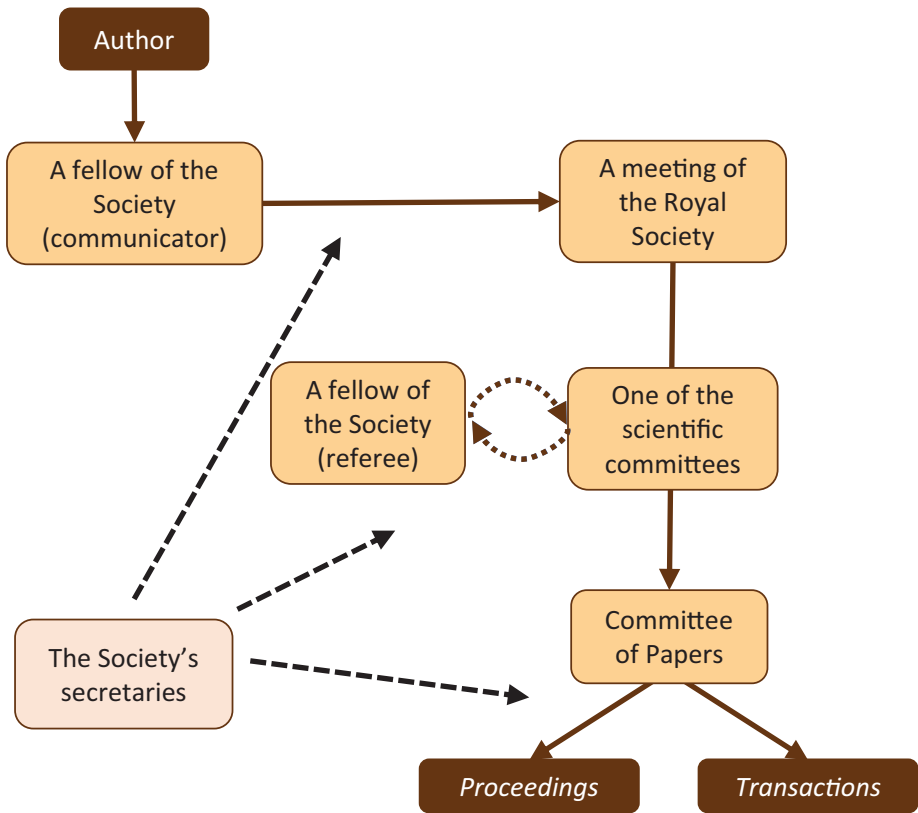 Author
A fellow of the
Society
(communicator)
A meeting of
the Royal
Society
A fellow of
the Society
(referee)
One of the
scientific
committees
The Society’s
secretaries
Committee
of Papers
Proceedings
Transactions